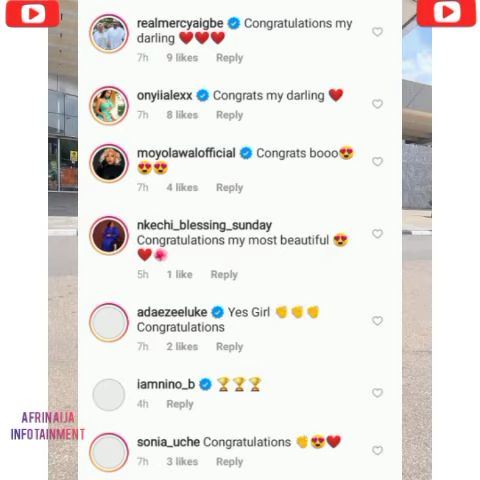 realmercyaigbe Congratulations my
darling ❤️❤️❤️
7h 9 likes Reply
onyiialexx Congrats my darling ❤️
7h 8 likes Reply
moyolawalofficial Congrats booo😍
😍😍
7h 4 likes Reply
nkechi_blessing_sunday
Congratulations my most beautiful 😍
❤️🌺
5h 1 like Reply
adaezeeluke Yes Girl 👏👏👏
Congratulations
7h 2 likes Reply
iamnino_b 🏆🏆🏆
4h Reply
AFRINAIJA
INFOTAINMENT
sonia_uche Congratulations 👏😍❤️
7h 3 likes Reply